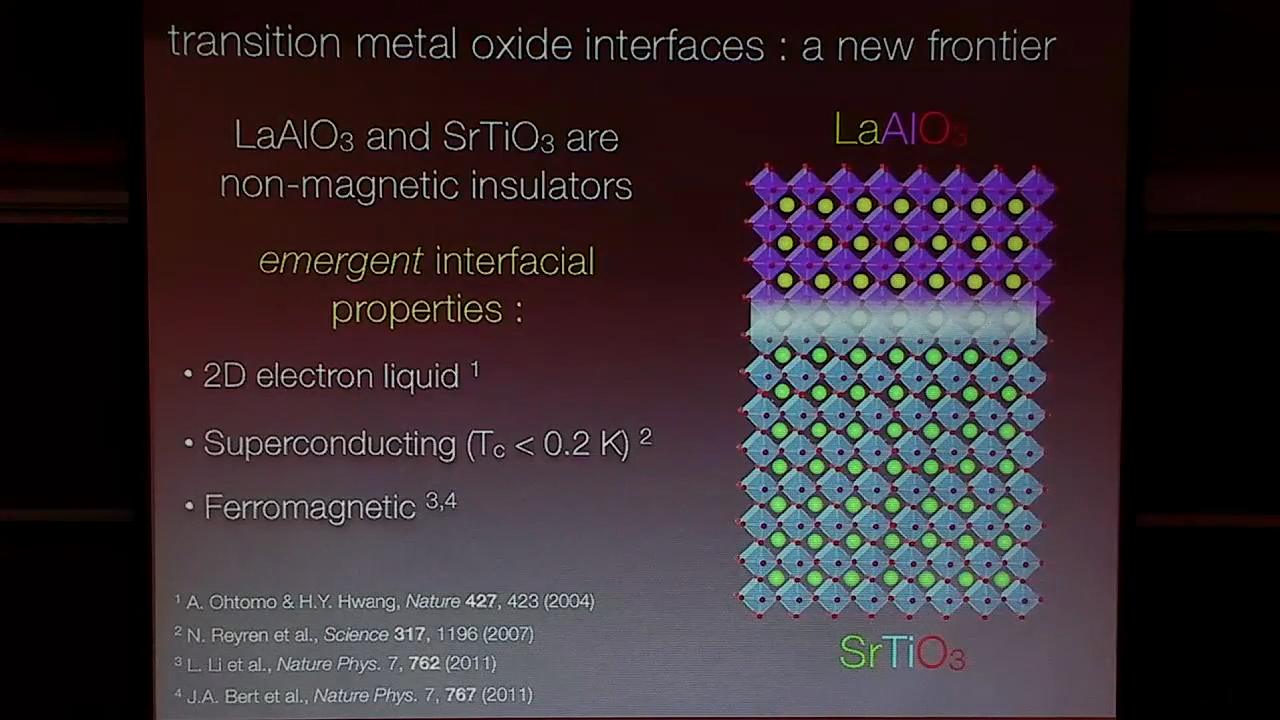 transition metal oxide interfaces : a new frontier
LaAlO₃ and SrTiO₃ are
non-magnetic insulators
emergent interfacial
properties :
• 2D electron liquid ¹
• Superconducting (Tc < 0.2 K) ²
• Ferromagnetic ³,⁴
¹ A. Ohtomo & H.Y. Hwang, Nature 427, 423 (2004)
² N. Reyren et al., Science 317, 1196 (2007)
³ L. Li et al., Nature Phys. 7, 762 (2011)
⁴ J.A. Bert et al., Nature Phys. 7, 767 (2011)
LaAlO₃
SrTiO₃